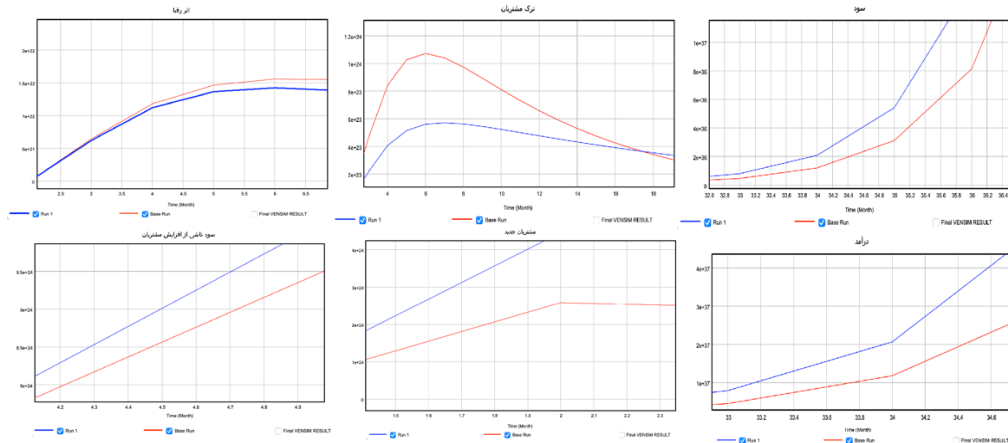 اثر رقبا
2e+22
1.5e+22
1e+22
5e+21
0
2.5 3 3.5 4 4.5 5 5.5 6 6.5
Time (Month)
Run 1 Base Run Final VENSIM RESULT
ترک مشتریان
1.2e+24
1e+24
8e+23
6e+23
4e+23
2e+23
4 6 8 10 12 14 16 18
Time (Month)
Run 1 Base Run Final VENSIM RESULT
سود
1e+37
8e+36
6e+36
4e+36
2e+36
0
32.6 32.8 33 33.2 33.4 33.6 33.8 34 34.2 34.4 34.6 34.8 35 35.2 35.4 35.6 35.8 36 36.2 36.4
Time (Month)
Run 1 Base Run Final VENSIM RESULT
سود ناشی از افزایش مشتریان
9.5e+24
9e+24
8.5e+24
8e+24
4.2 4.3 4.4 4.5 4.6 4.7 4.8 4.9
Time (Month)
Run 1 Base Run Final VENSIM RESULT
مشتریان جدید
4e+24
3e+24
2e+24
1e+24
0
1.5 1.6 1.7 1.8 1.9 2 2.1 2.2 2.3
Time (Month)
Run 1 Base Run Final VENSIM RESULT
درآمد
4e+37
3e+37
2e+37
1e+37
33 33.2 33.4 33.6 33.8 34 34.2 34.4 34.6
Time (Month)
Run 1 Base Run Final VENSIM RESULT